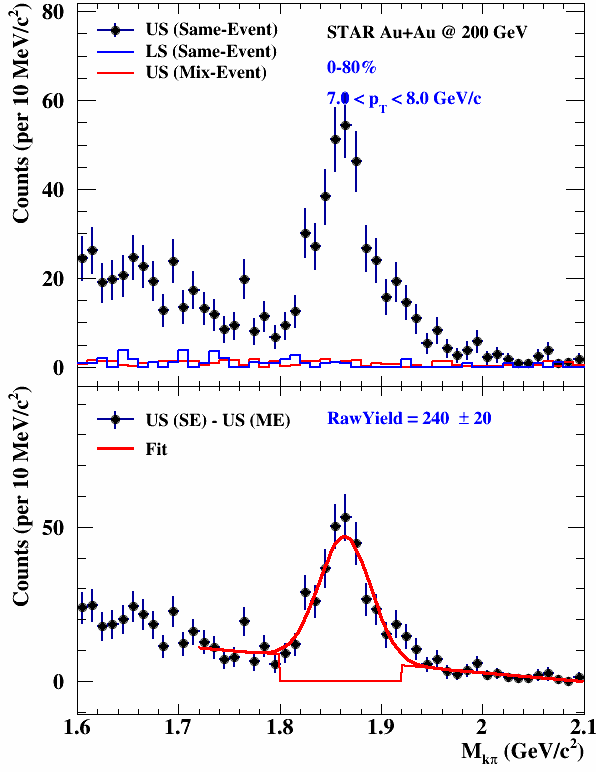 80
US (Same-Event)
STAR Au+Au @ 200 GeV
LS (Same-Event)
US (Mix-Event)
0-80%
7.0 < pT < 8.0 GeV/c
60
40
20
0
Counts (per 10 MeV/c²)
US (SE) - US (ME)
RawYield = 240 ± 20
Fit
50
0
Counts (per 10 MeV/c²)
1.6 1.7 1.8 1.9 2 2.1
Mkπ (GeV/c²)